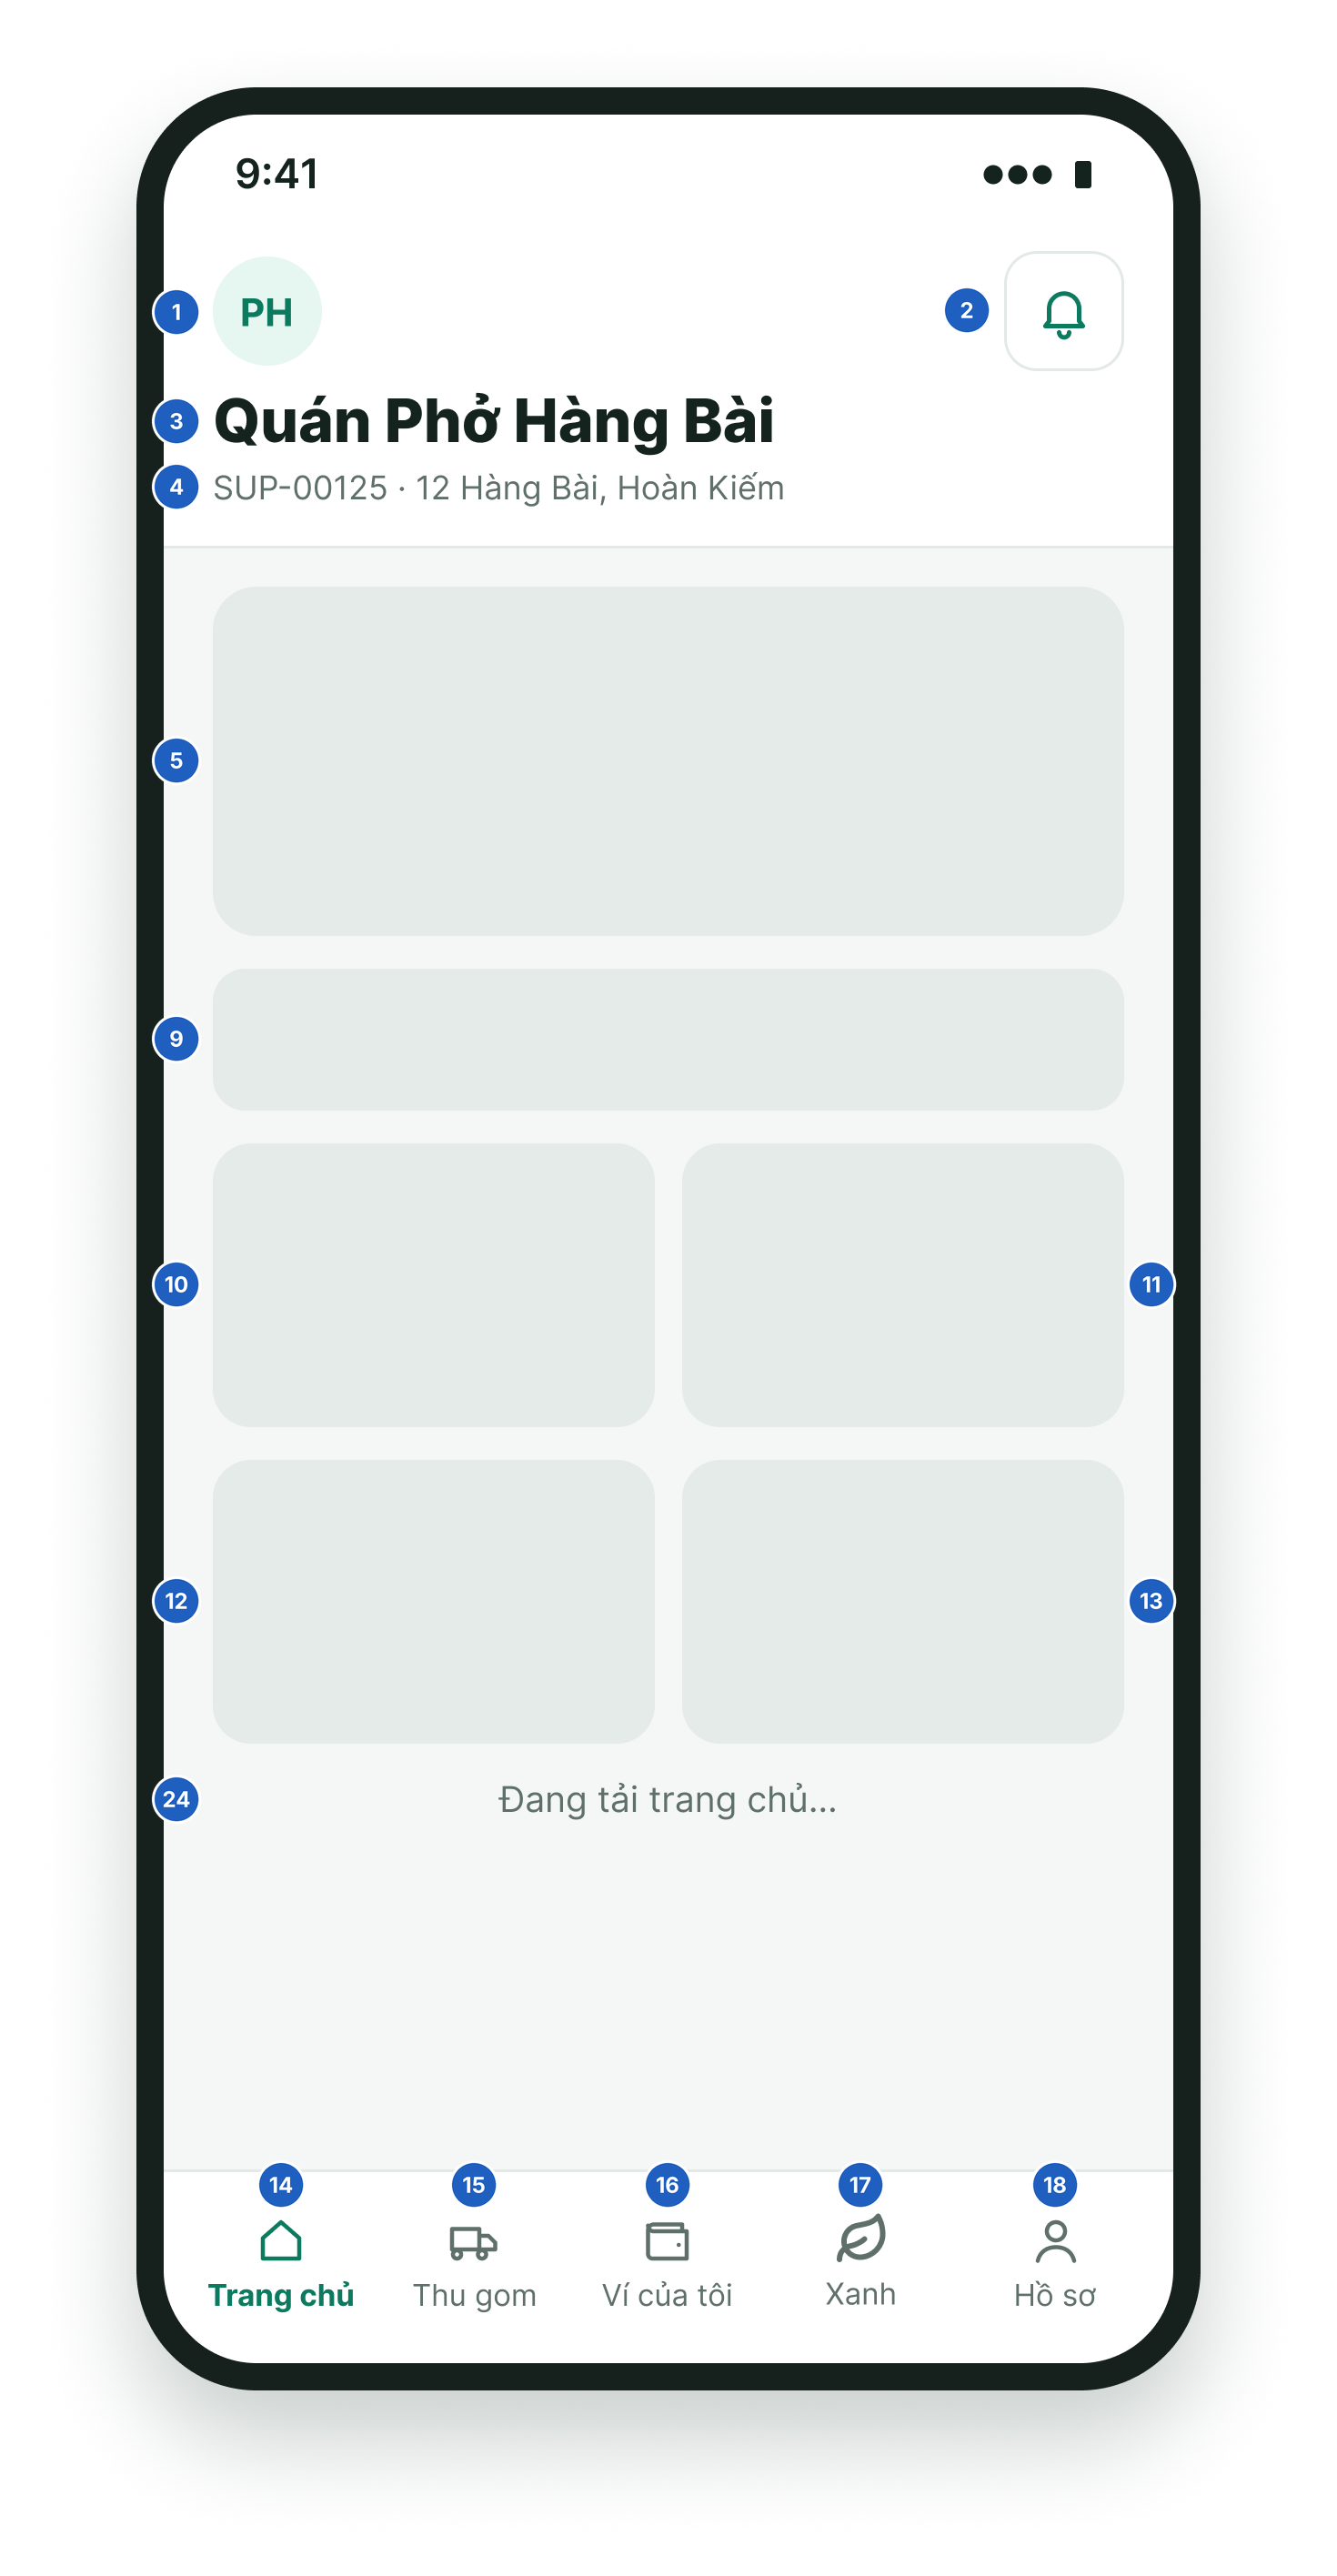 9:41
1
PH
2
3
Quán Phở Hàng Bài
4
SUP-00125 · 12 Hàng Bài, Hoàn Kiếm
5
9
10
11
12
13
24
Đang tải trang chủ...
14
15
16
17
18
Trang chủ
Thu gom
Ví của tôi
Xanh
Hồ sơ